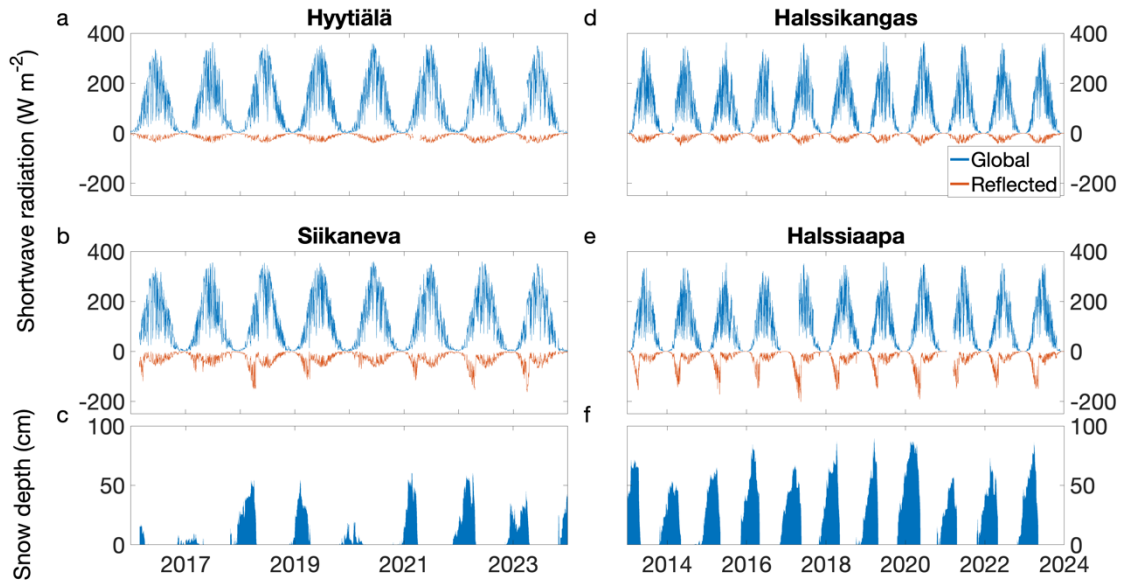 a Hyytiälä d Halssikangas
400 400
200 200
0 0
-200 -200
Global
Reflected
Shortwave radiation (W m-2)
b Siikaneva e Halssiaapa
400 400
200 200
0 0
-200 -200
c f
100 100
50 50
0 0
Snow depth (cm)
2017 2019 2021 2023 2014 2016 2018 2020 2022 2024